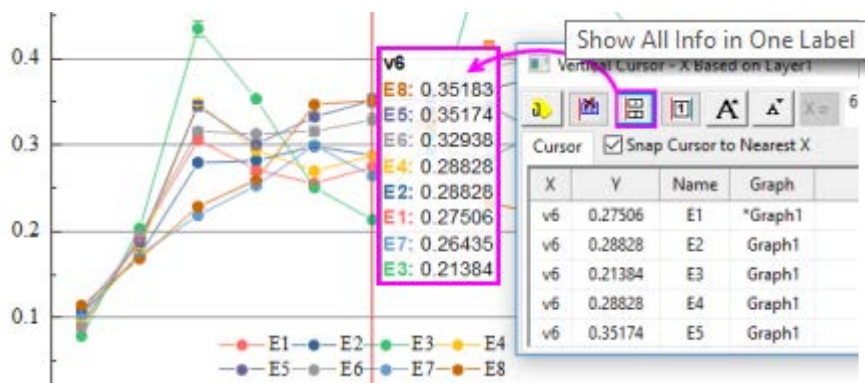 0.4
0.3
0.2
0.1
v6
E8: 0.35183
E5: 0.35174
E6: 0.32938
E4: 0.28828
E2: 0.28828
E1: 0.27506
E7: 0.26435
E3: 0.21384
E1 E2 E3 E4
E5 E6 E7 E8
Show All Info in One Label
Vertical Cursor - X Based on Layer1
A A X = 6
Cursor Snap Cursor to Nearest X
X Y Name Graph
v6 0.27506 E1 *Graph1
v6 0.28828 E2 Graph1
v6 0.21384 E3 Graph1
v6 0.28828 E4 Graph1
v6 0.35174 E5 Graph1